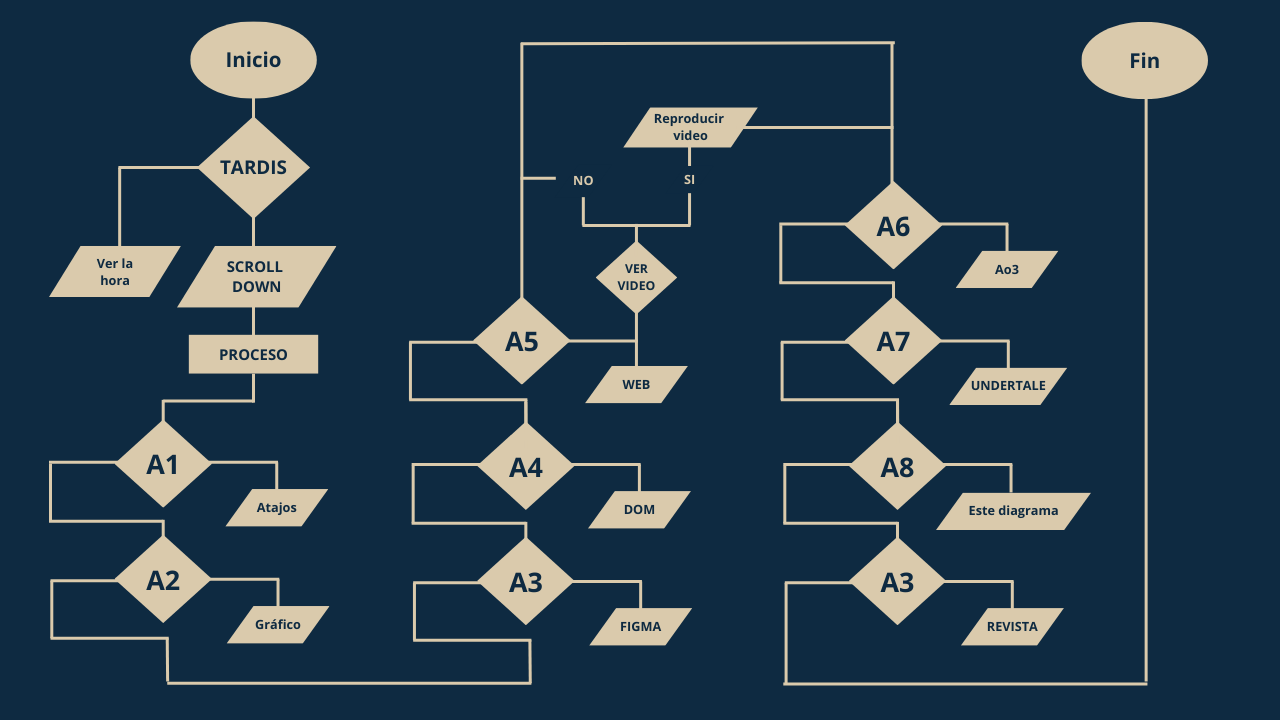 Inicio
TARDIS
Ver la
hora
SCROLL
DOWN
PROCESO
A1
Atajos
A2
Gráfico
Reproducir
video
NO
SI
VER
VIDEO
A5
WEB
A4
DOM
A3
FIGMA
A6
Ao3
A7
UNDERTALE
A8
Este diagrama
A3
REVISTA
Fin